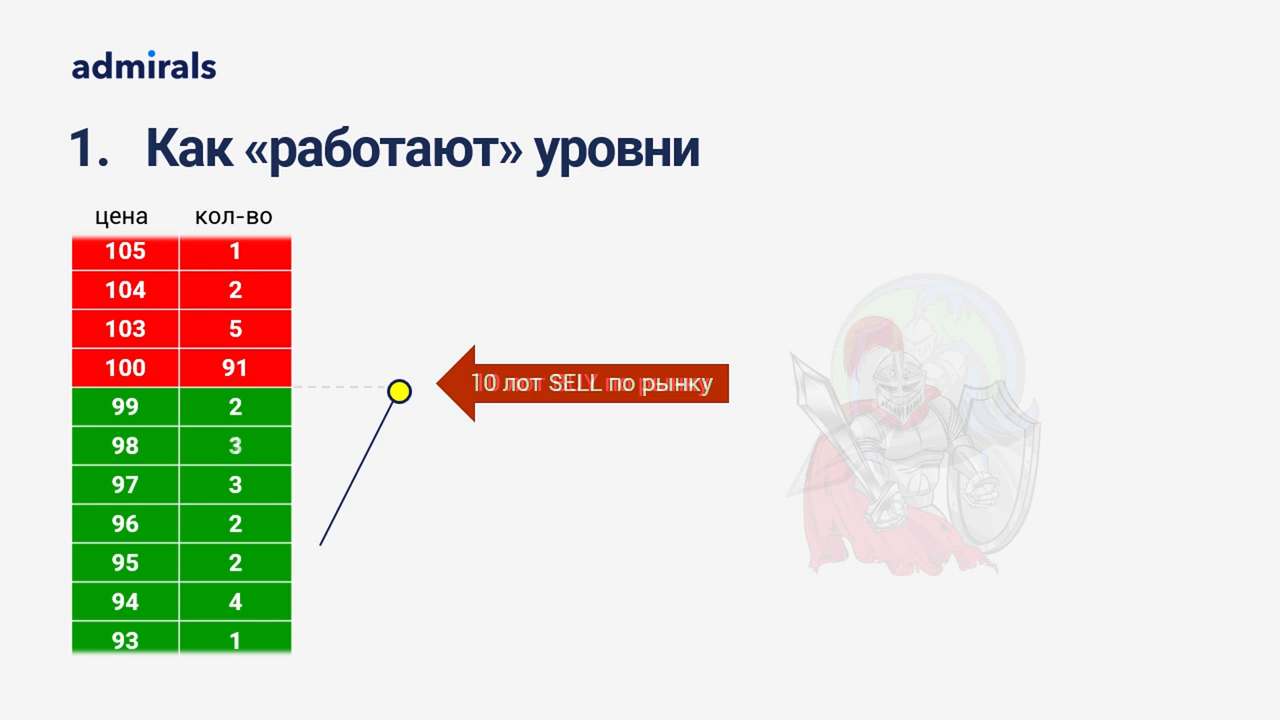 admirals
1. Как «работают» уровни
цена кол-во
105 1
104 2
103 5
100 91
99 2
98 3
97 3
96 2
95 2
94 4
93 1
10 лот SELL по рынку